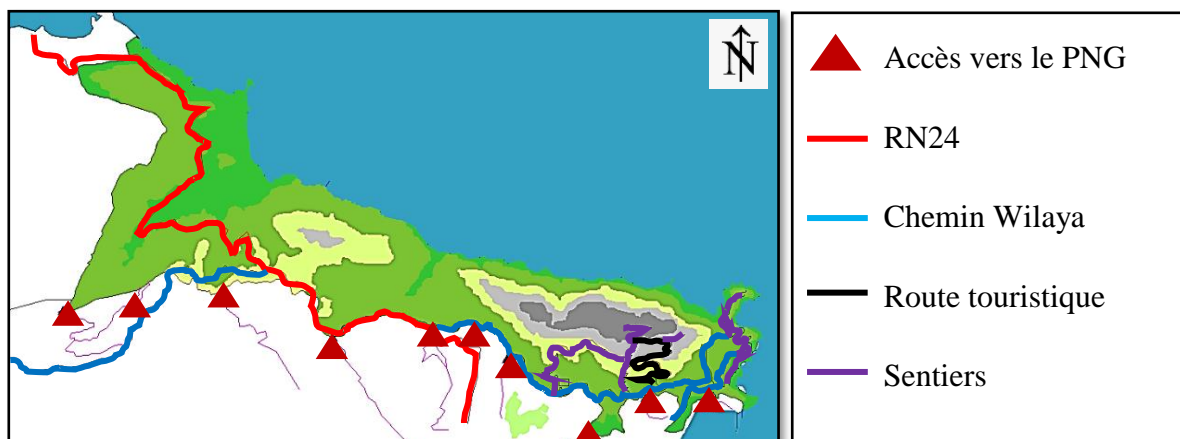 N
Accès vers le PNG
RN24
Chemin Wilaya
Route touristique
Sentiers